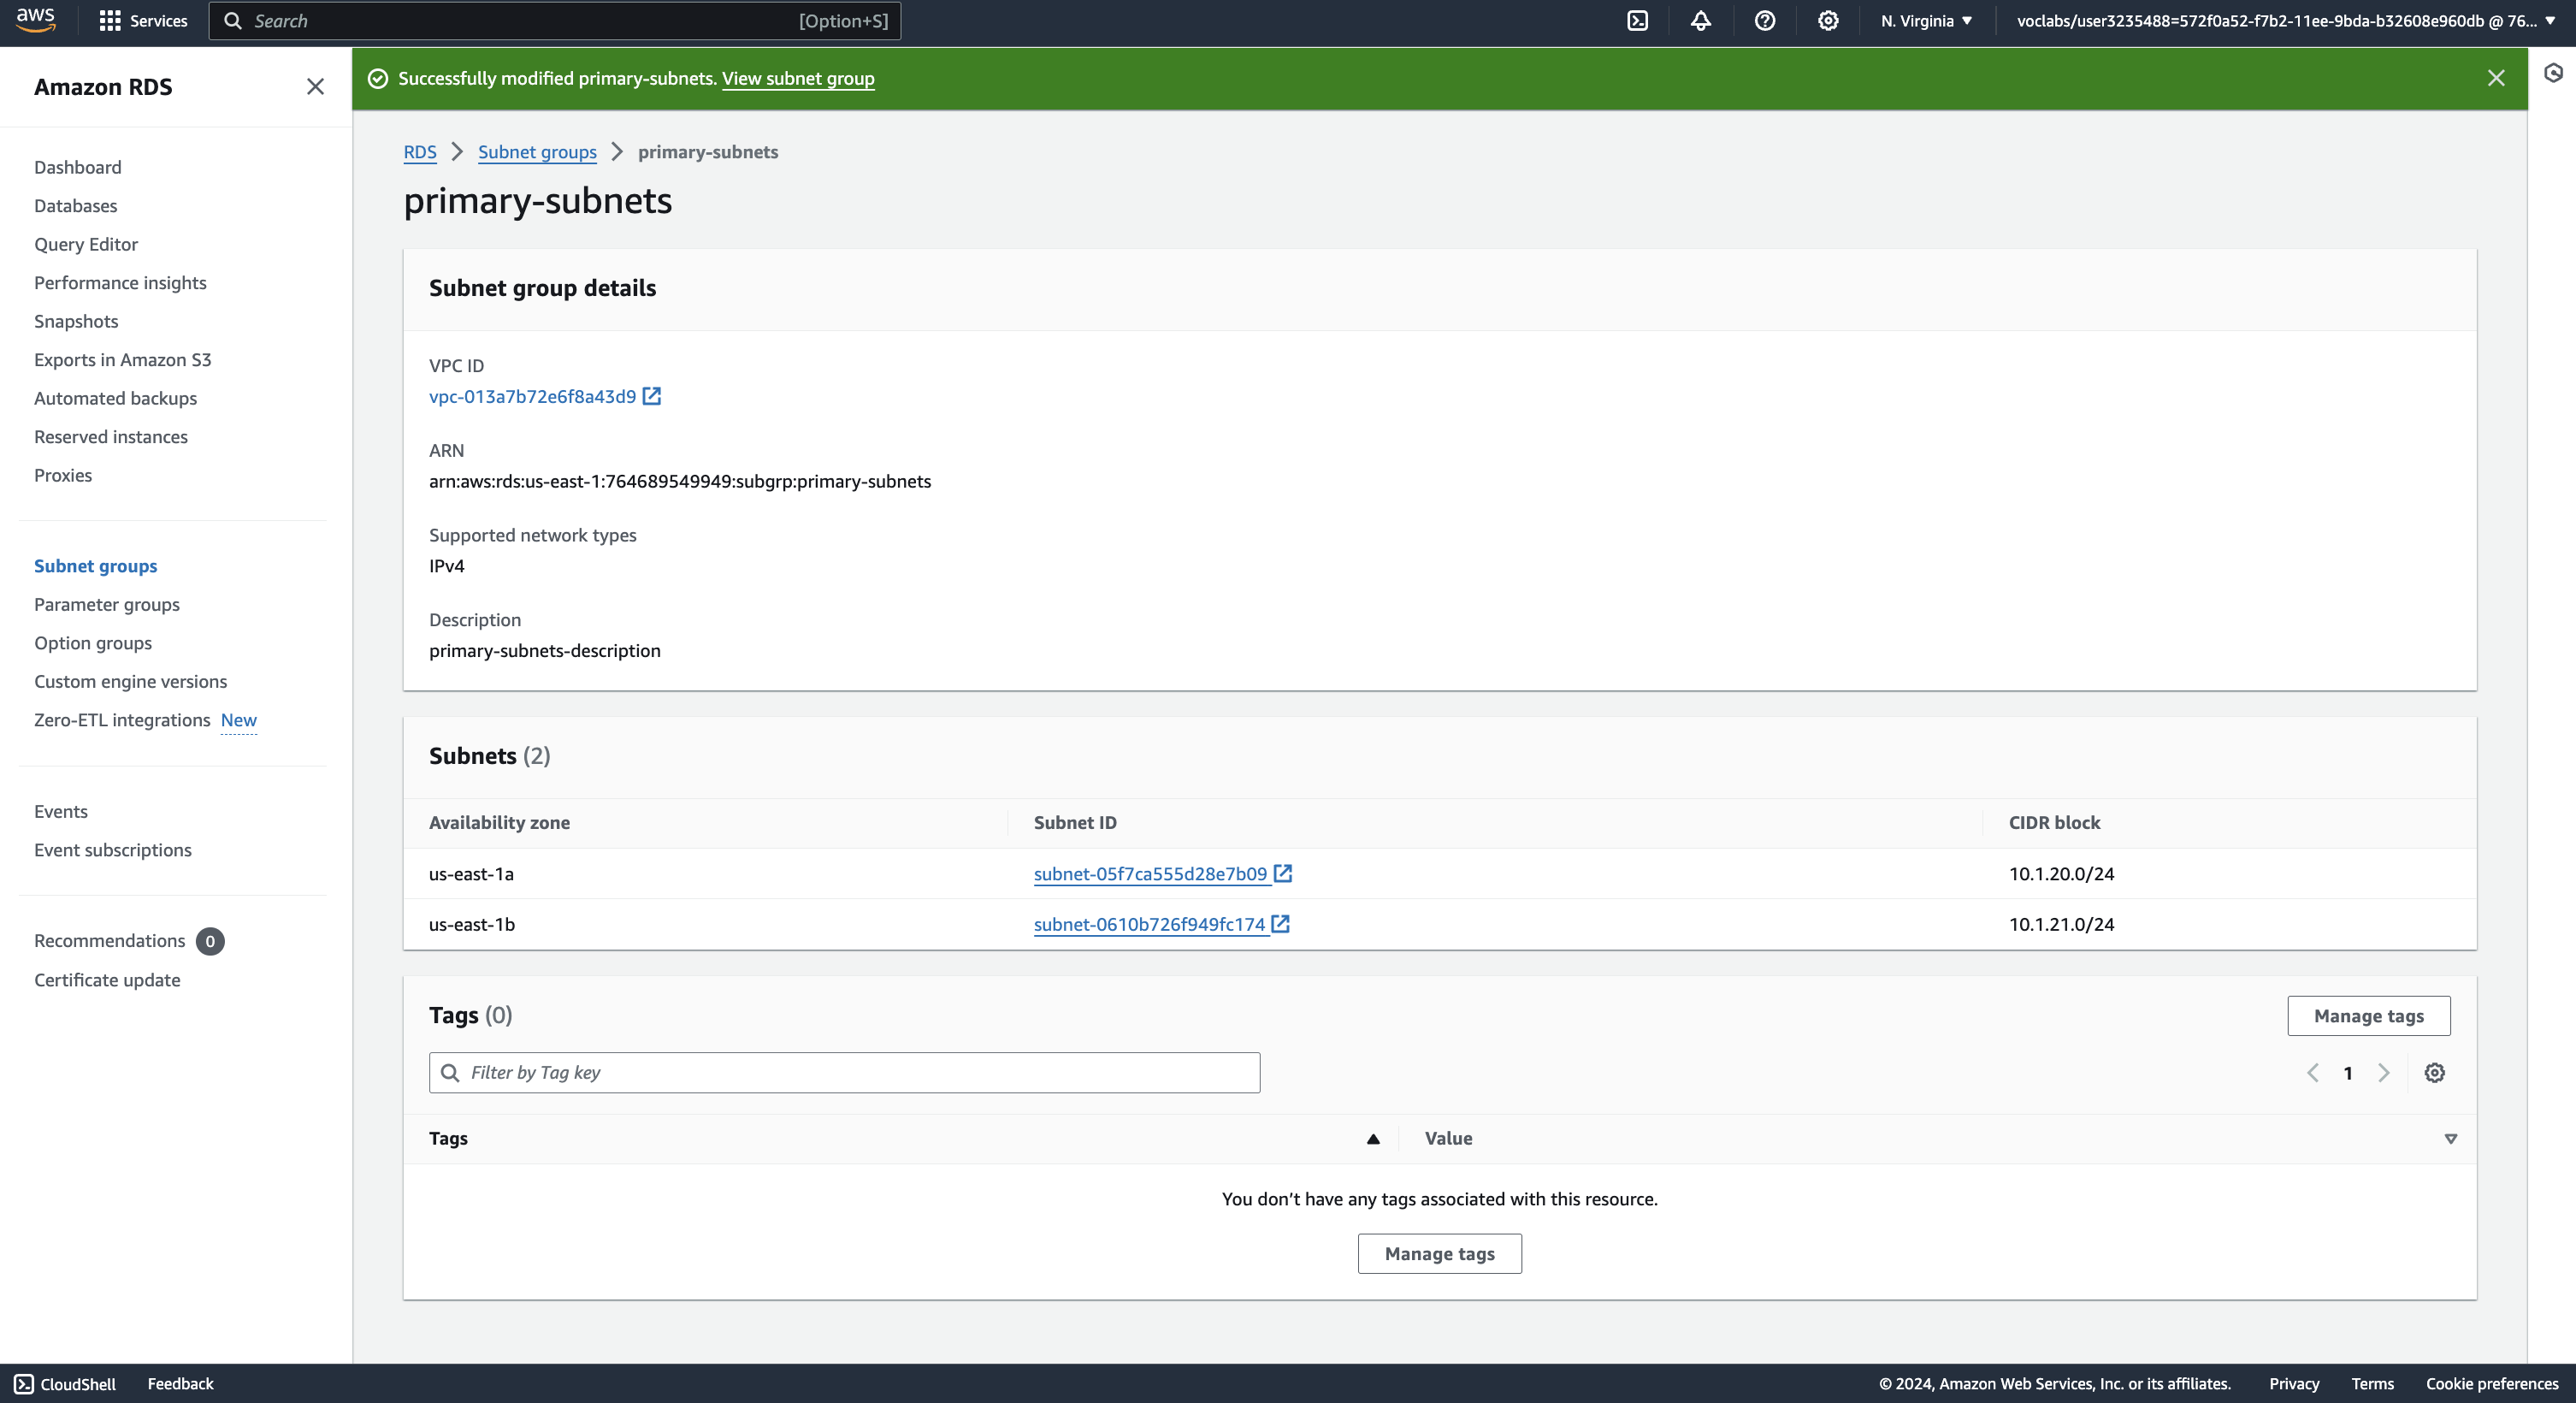 aws
Services
Search [Option+S]
N. Virginia
voclabs/user3235488=572f0a52-f7b2-11ee-9bda-b32608e960db @ 76...
Amazon RDS
Dashboard
Databases
Query Editor
Performance insights
Snapshots
Exports in Amazon S3
Automated backups
Reserved instances
Proxies
Subnet groups
Parameter groups
Option groups
Custom engine versions
Zero-ETL integrations New
Events
Event subscriptions
Recommendations 0
Certificate update
Successfully modified primary-subnets. View subnet group
RDS > Subnet groups > primary-subnets
primary-subnets
Subnet group details
VPC ID
vpc-013a7b72e6f8a43d9
ARN
arn:aws:rds:us-east-1:764689549949:subgrp:primary-subnets
Supported network types
IPv4
Description
primary-subnets-description
Subnets (2)
Availability zone Subnet ID CIDR block
us-east-1a subnet-05f7ca555d28e7b09 10.1.20.0/24
us-east-1b subnet-0610b726f949fc174 10.1.21.0/24
Tags (0)
Manage tags
Filter by Tag key
1
Tags Value
You don’t have any tags associated with this resource.
Manage tags
CloudShell Feedback © 2024, Amazon Web Services, Inc. or its affiliates. Privacy Terms Cookie preferences